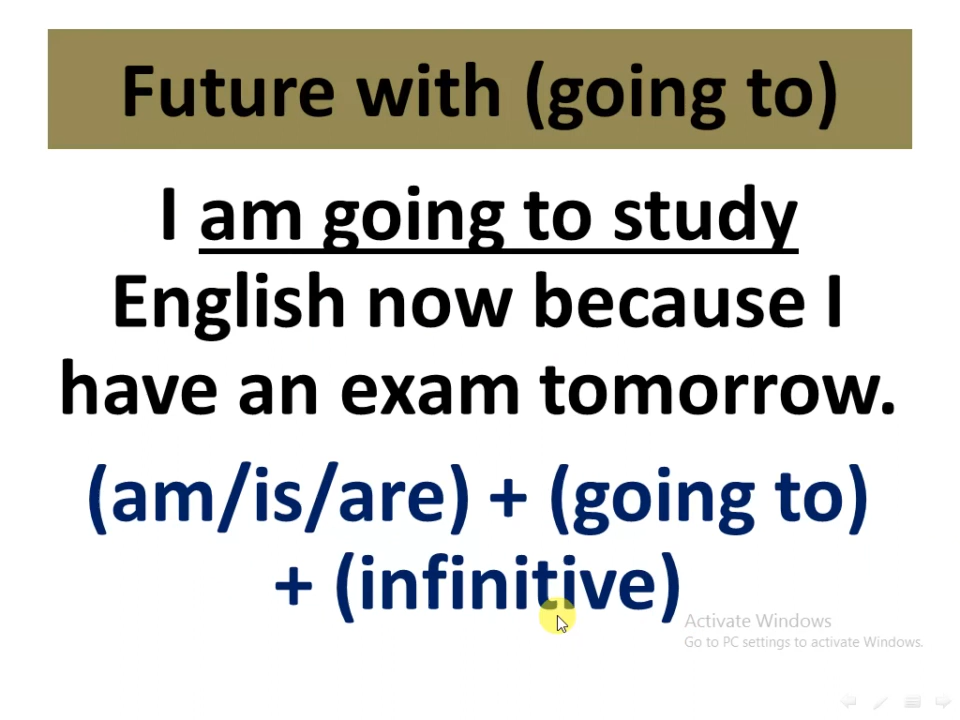 Future with (going to)
I am going to study
English now because I
have an exam tomorrow.
(am/is/are) + (going to)
+ (infinitive)
Activate Windows
Go to PC settings to activate Windows.